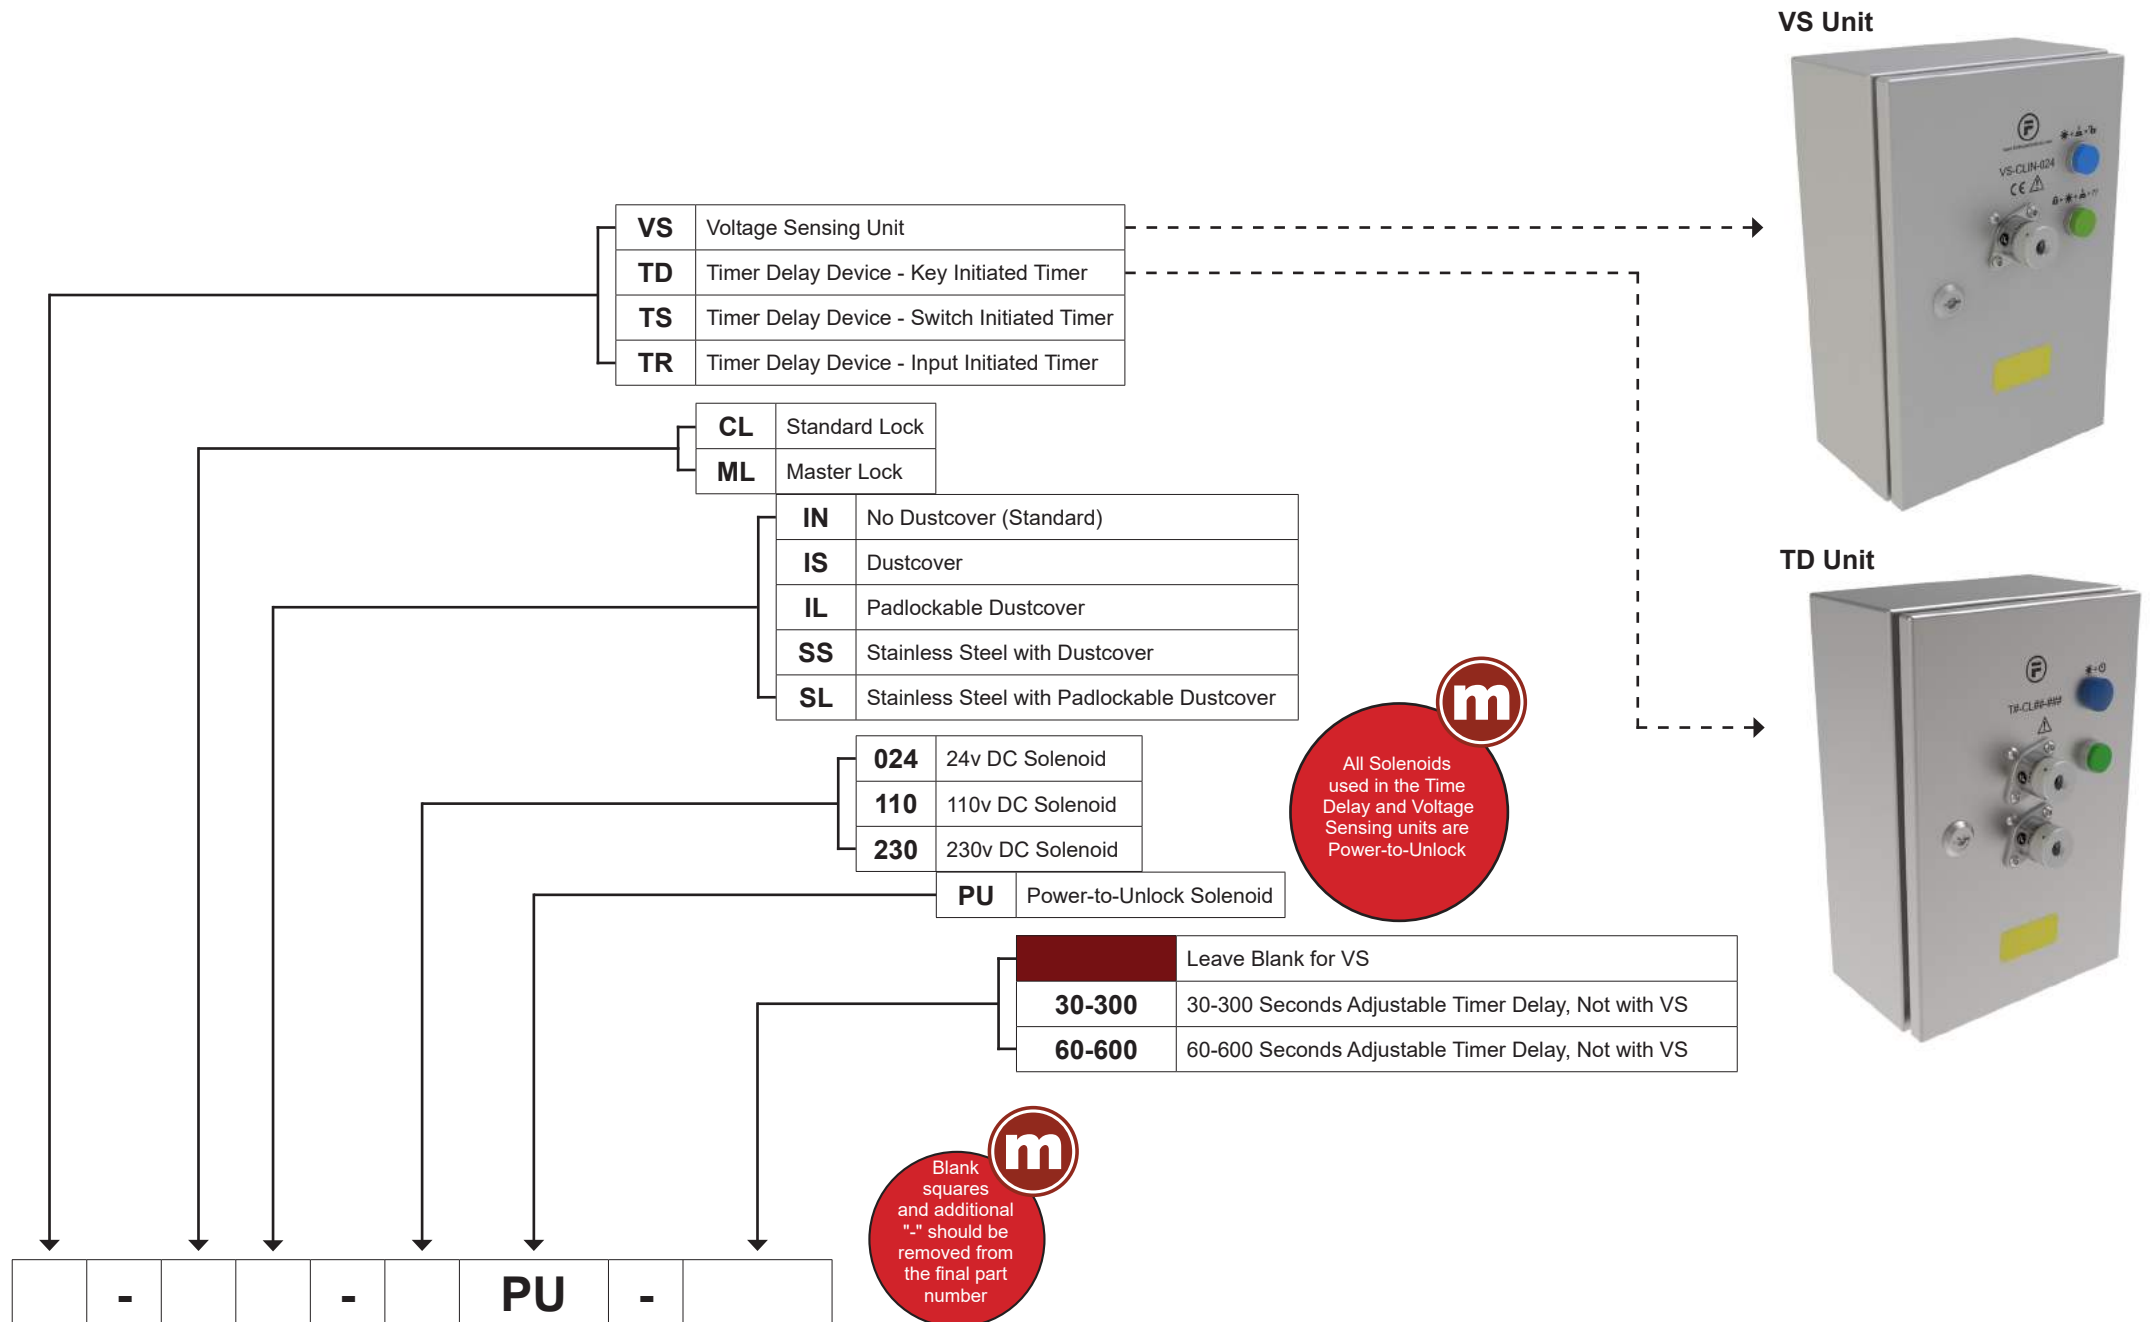 VS Unit
VS-CLIN-024
CE
VS Voltage Sensing Unit
TD Timer Delay Device - Key Initiated Timer
TS Timer Delay Device - Switch Initiated Timer
TR Timer Delay Device - Input Initiated Timer
CL Standard Lock
ML Master Lock
IN No Dustcover (Standard)
IS Dustcover
IL Padlockable Dustcover
SS Stainless Steel with Dustcover
SL Stainless Steel with Padlockable Dustcover
TD Unit
T#-CL##-###
024 24v DC Solenoid
110 110v DC Solenoid
230 230v DC Solenoid
PU Power-to-Unlock Solenoid
m
All Solenoids
used in the Time
Delay and Voltage
Sensing units are
Power-to-Unlock
Leave Blank for VS
30-300 30-300 Seconds Adjustable Timer Delay, Not with VS
60-600 60-600 Seconds Adjustable Timer Delay, Not with VS
m
Blank
squares
and additional
"-" should be
removed from
the final part
number
- - PU -